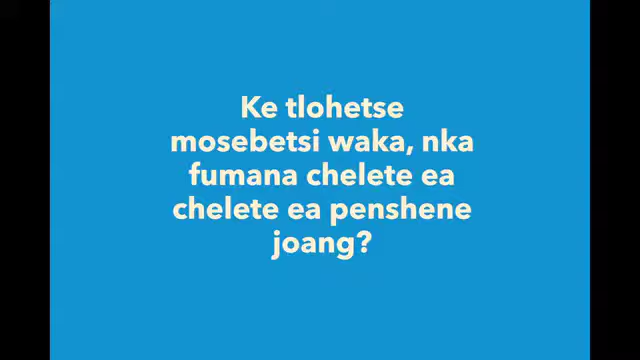 Ke tlohetse
mosebetsi waka, nka
fumana chelete ea
chelete ea penshene
joang?